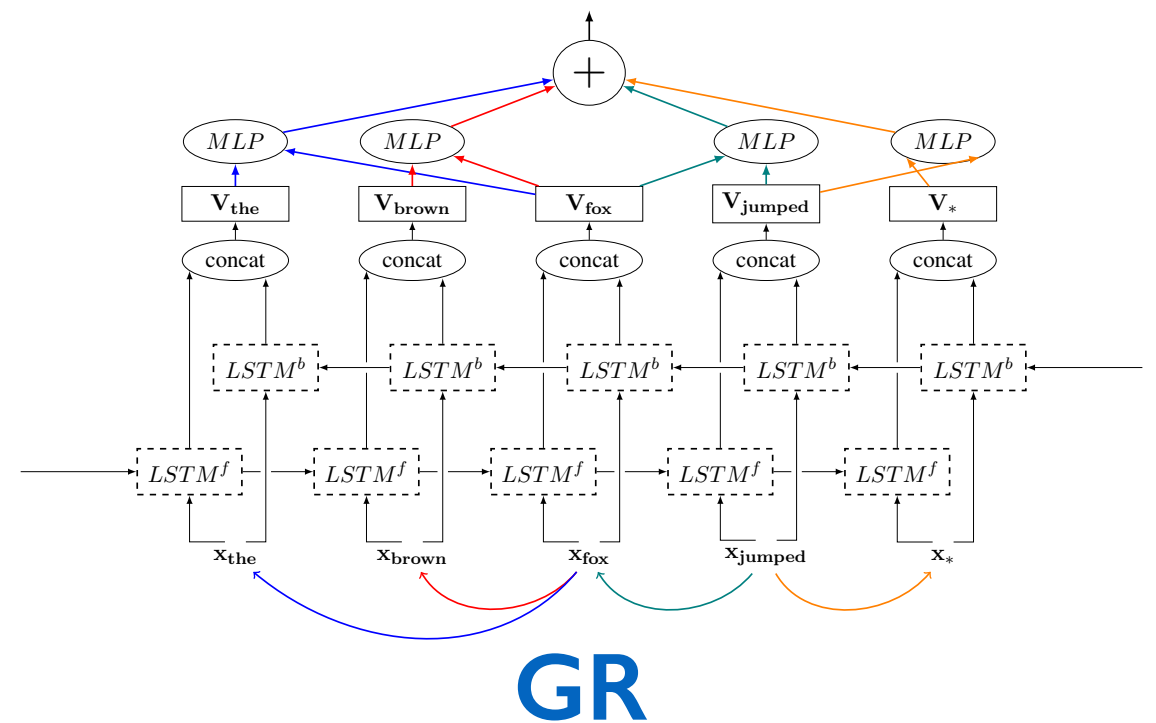 +
MLP MLP MLP MLP
V_the V_brown V_fox V_jumped V_*
concat concat concat concat concat
LSTM^b LSTM^b LSTM^b LSTM^b LSTM^b
LSTM^f LSTM^f LSTM^f LSTM^f LSTM^f
x_the x_brown x_fox x_jumped x_*
GR